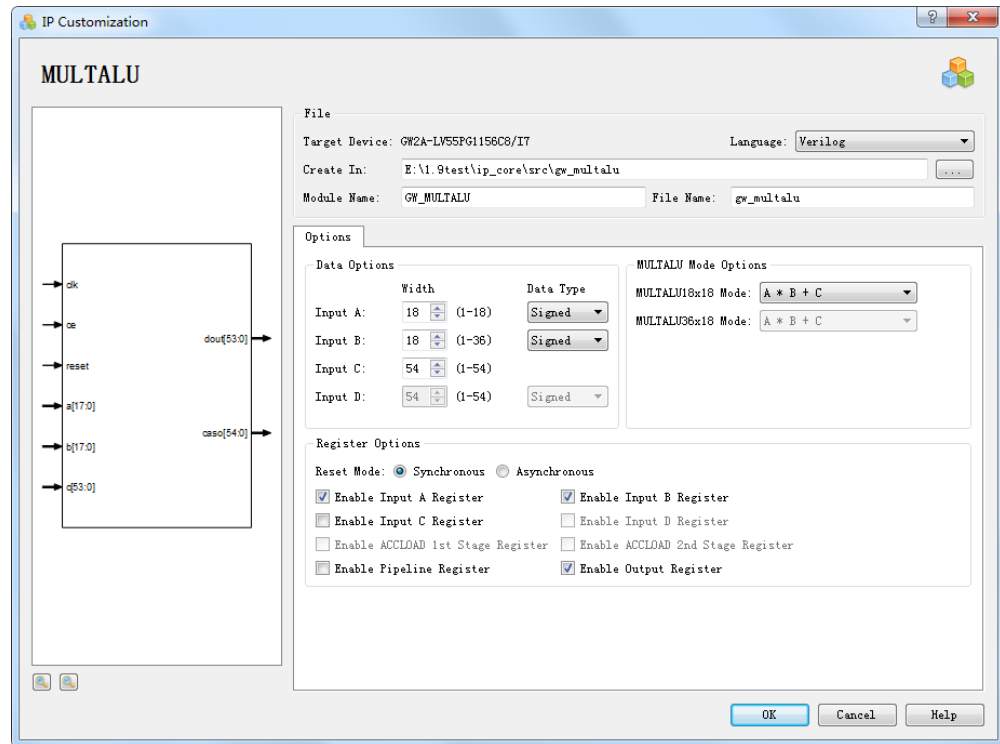 IP Customization
MULTALU
clk
ce
reset
a[17:0]
b[17:0]
c[53:0]
dout[53:0]
caso[54:0]
File
Target Device: GW2A-LV55PG1156C8/I7 Language: Verilog
Create In: E:\1.9test\ip_core\src\gw_multalu ...
Module Name: GW_MULTALU File Name: gw_multalu
Options
Data Options
Width Data Type
Input A: 18 (1-18) Signed
Input B: 18 (1-36) Signed
Input C: 54 (1-54)
Input D: 54 (1-54) Signed
MULTALU Mode Options
MULTALU18x18 Mode: A * B + C
MULTALU36x18 Mode: A * B + C
Register Options
Reset Mode: Synchronous Asynchronous
Enable Input A Register Enable Input B Register
Enable Input C Register Enable Input D Register
Enable ACCLOAD 1st Stage Register Enable ACCLOAD 2nd Stage Register
Enable Pipeline Register Enable Output Register
OK Cancel Help